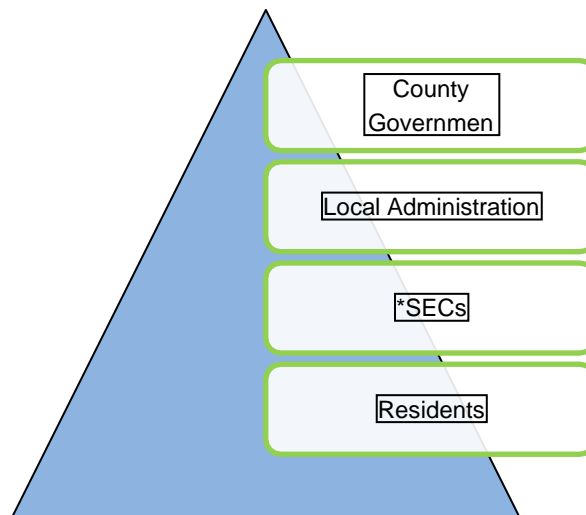 County
Governmen
Local Administration
*SECs
Residents